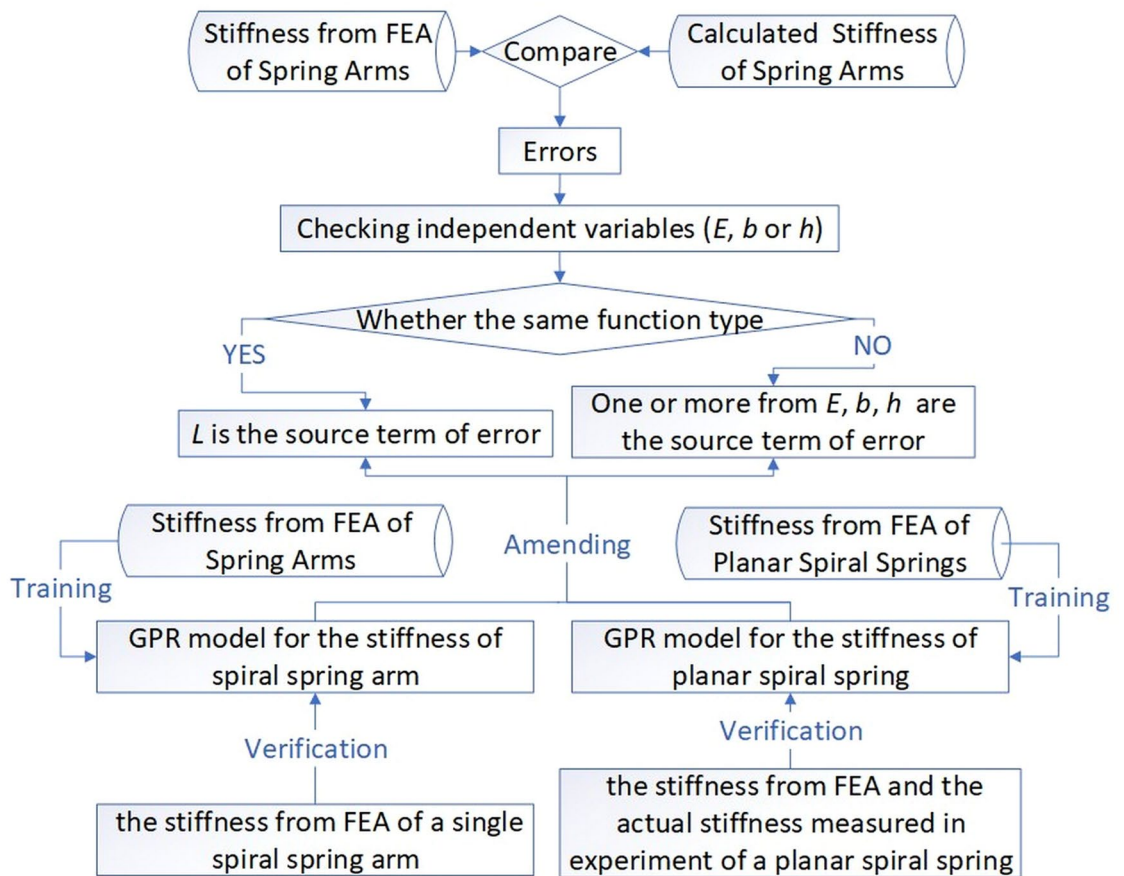 Stiffness from FEA
of Spring Arms
Compare
Calculated Stiffness
of Spring Arms
Errors
Checking independent variables (E, b or h)
Whether the same function type
YES
NO
L is the source term of error
One or more from E, b, h are
the source term of error
Stiffness from FEA of
Spring Arms
Amending
Stiffness from FEA of
Planar Spiral Springs
Training
Training
GPR model for the stiffness of
spiral spring arm
GPR model for the stiffness of
planar spiral spring
Verification
Verification
the stiffness from FEA of a single
spiral spring arm
the stiffness from FEA and the
actual stiffness measured in
experiment of a planar spiral spring